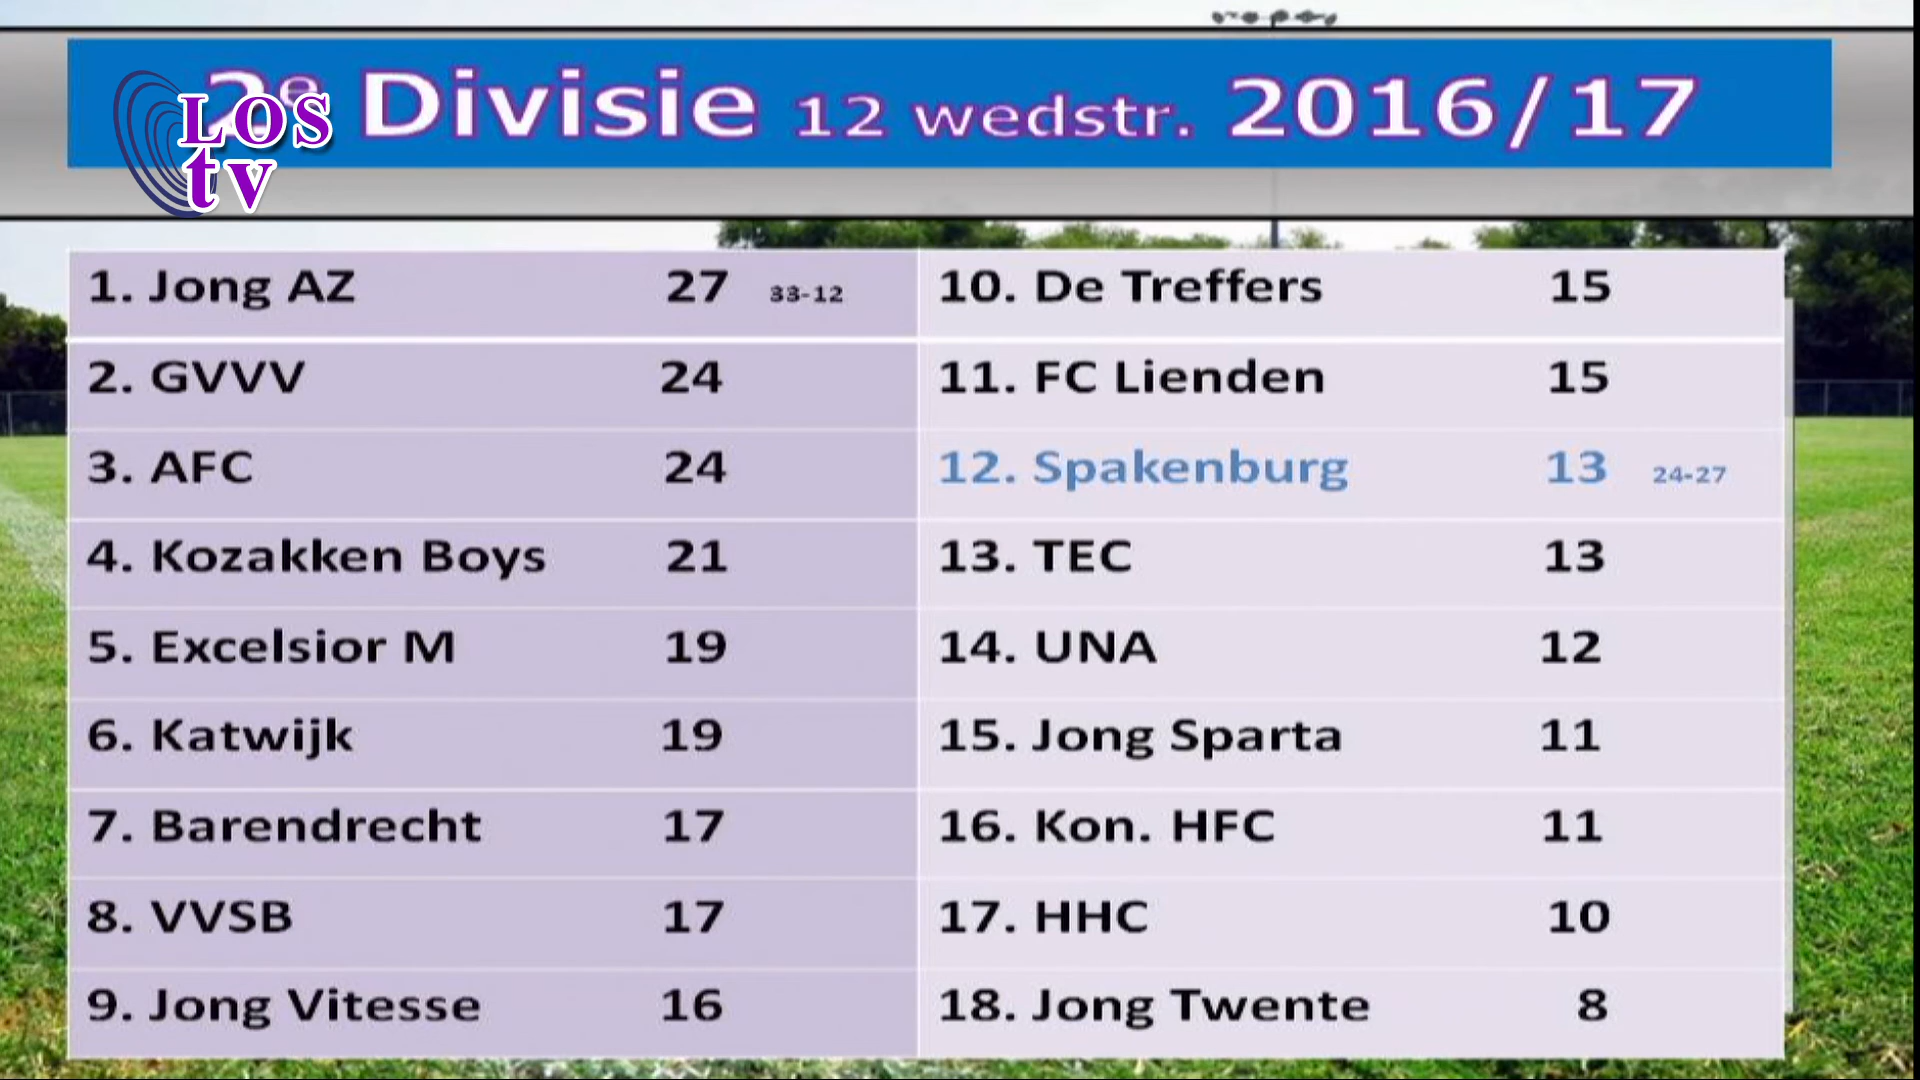 2e Divisie 12 wedstr. 2016/17
LOS
tv
1. Jong AZ 27 33-12
2. GVVV 24
3. AFC 24
4. Kozakken Boys 21
5. Excelsior M 19
6. Katwijk 19
7. Barendrecht 17
8. VVSB 17
9. Jong Vitesse 16
10. De Treffers 15
11. FC Lienden 15
12. Spakenburg 13 24-27
13. TEC 13
14. UNA 12
15. Jong Sparta 11
16. Kon. HFC 11
17. HHC 10
18. Jong Twente 8